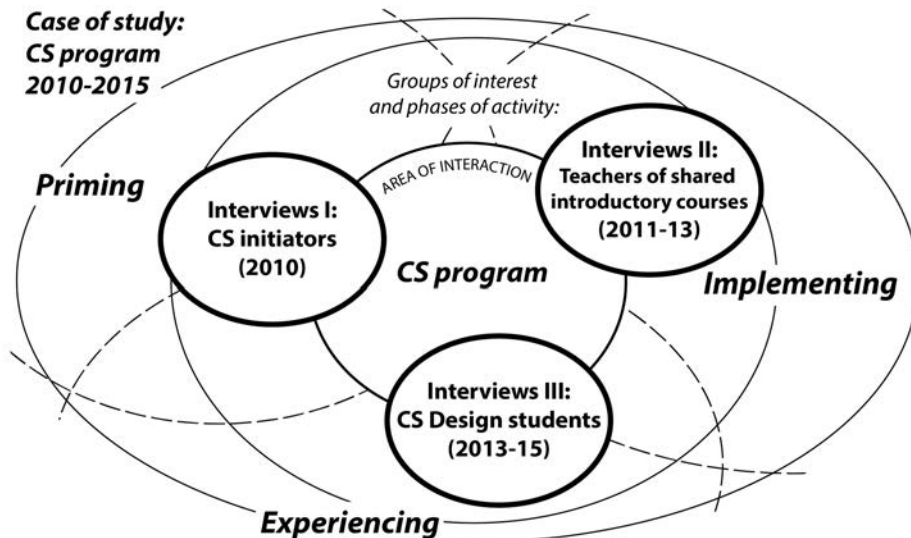 Case of study:
CS program
2010-2015
Groups of interest
and phases of activity:
AREA OF INTERACTION
Priming
Interviews I:
CS initiators
(2010)
Interviews II:
Teachers of shared
introductory courses
(2011-13)
CS program
Implementing
Interviews III:
CS Design students
(2013-15)
Experiencing